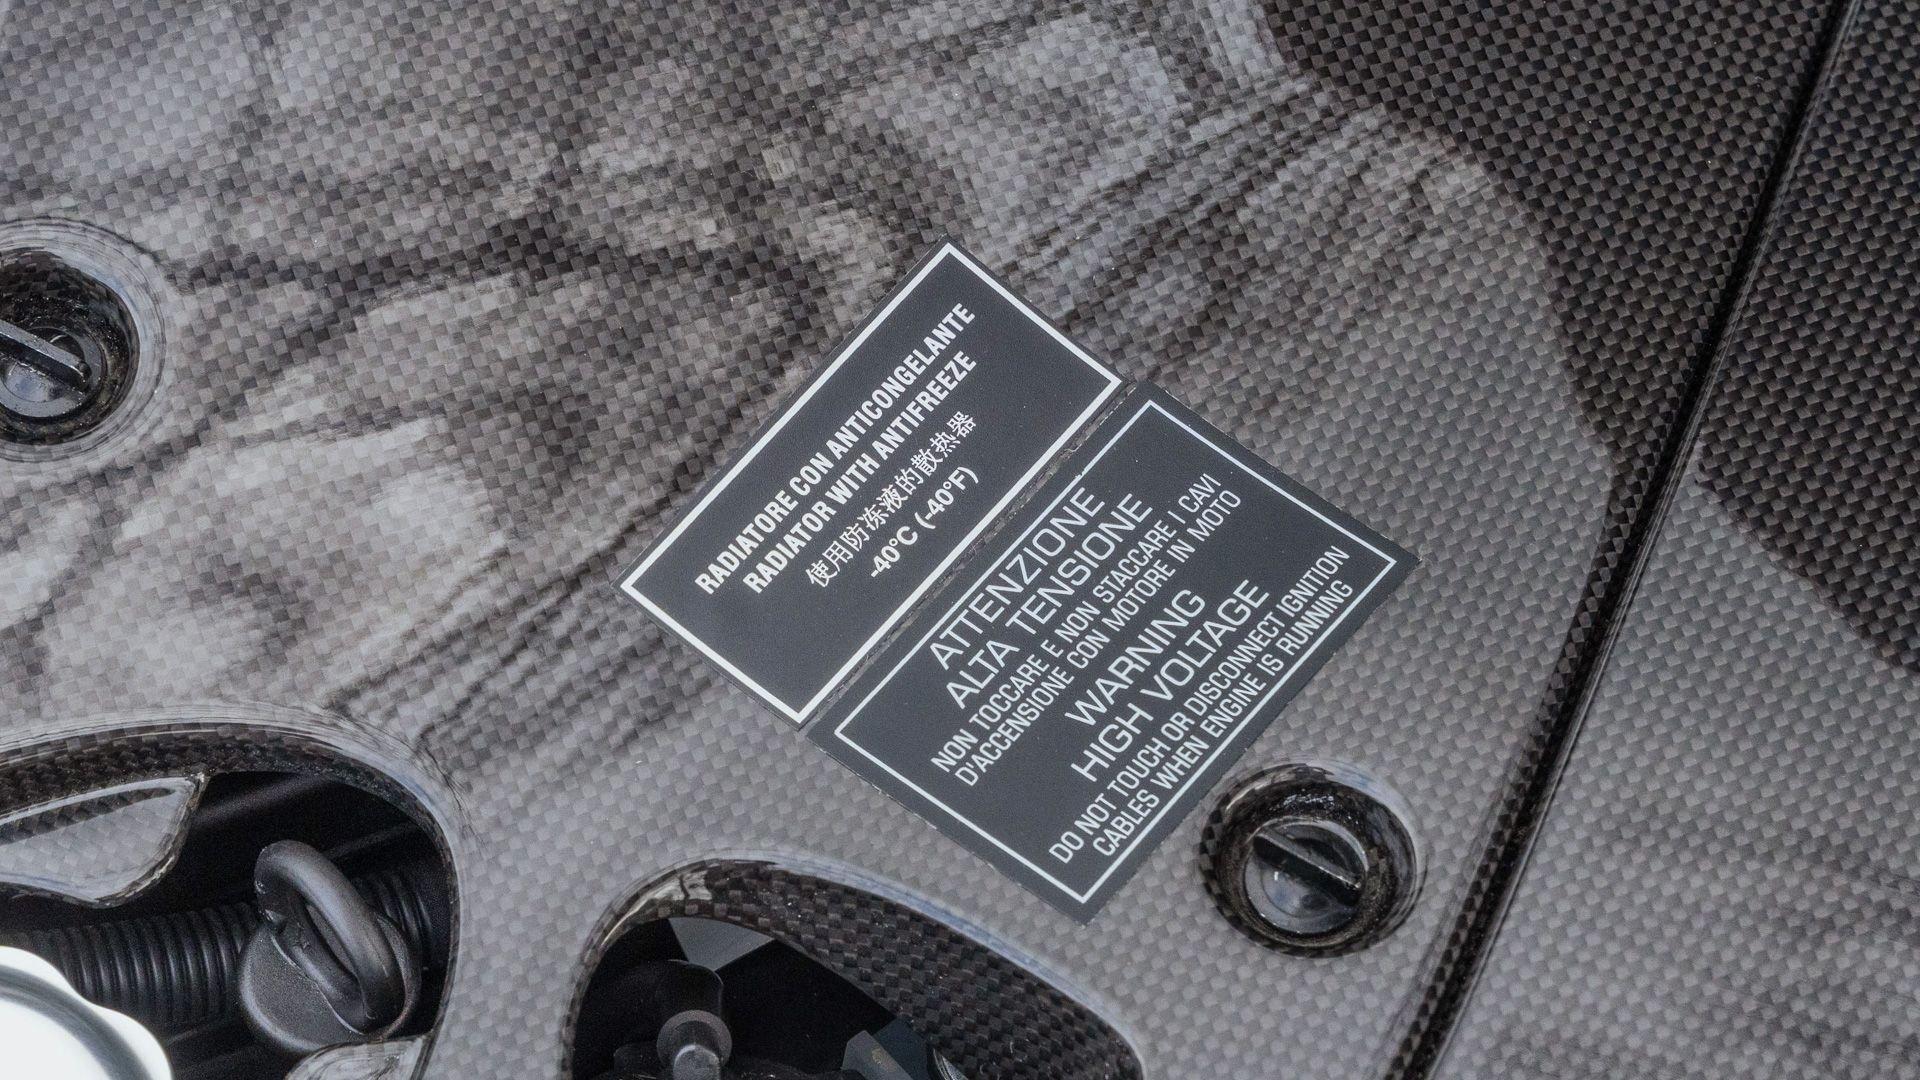 RADIATORE CON ANTICONGELANTE
RADIATOR WITH ANTIFREEZE
使用防冻液的散热器
-40°C (-40°F)
ATTENZIONE
ALTA TENSIONE
NON TOCCARE E NON STACCARE I CAVI
D'ACCENSIONE CON MOTORE IN MOTO
WARNING
HIGH VOLTAGE
DO NOT TOUCH OR DISCONNECT IGNITION
CABLES WHEN ENGINE IS RUNNING